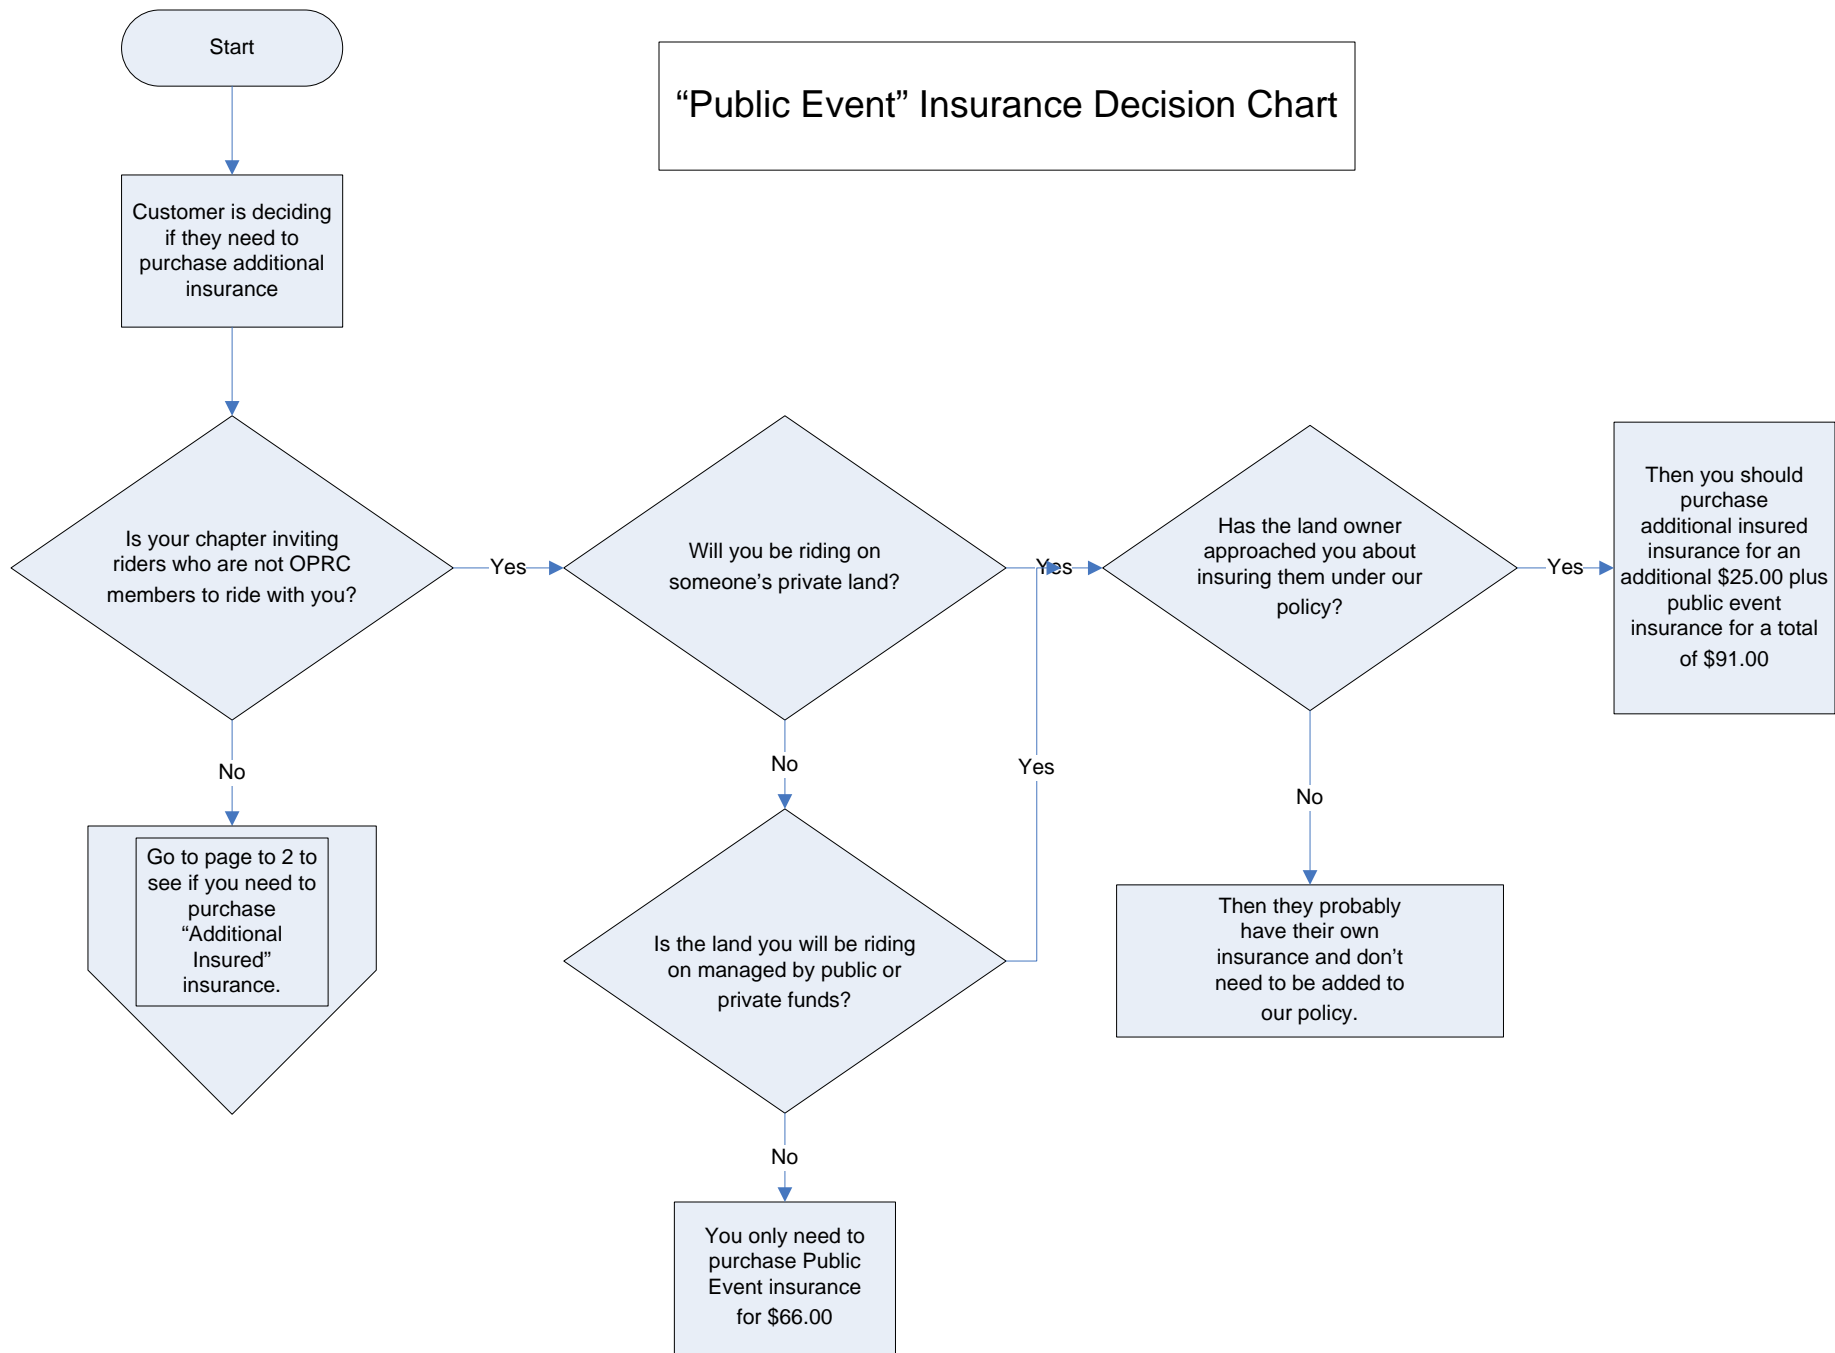 Start
“Public Event” Insurance Decision Chart
Customer is deciding
if they need to
purchase additional
insurance
Is your chapter inviting
riders who are not OPRC
members to ride with you?
Yes
Will you be riding on
someone’s private land?
Yes
Has the land owner
approached you about
insuring them under our
policy?
Yes
Then you should
purchase
additional insured
insurance for an
additional $25.00 plus
public event
insurance for a total
of $91.00
No
No
Yes
No
Go to page to 2 to
see if you need to
purchase
“Additional
Insured”
insurance.
Is the land you will be riding
on managed by public or
private funds?
Then they probably
have their own
insurance and don’t
need to be added to
our policy.
No
You only need to
purchase Public
Event insurance
for $66.00